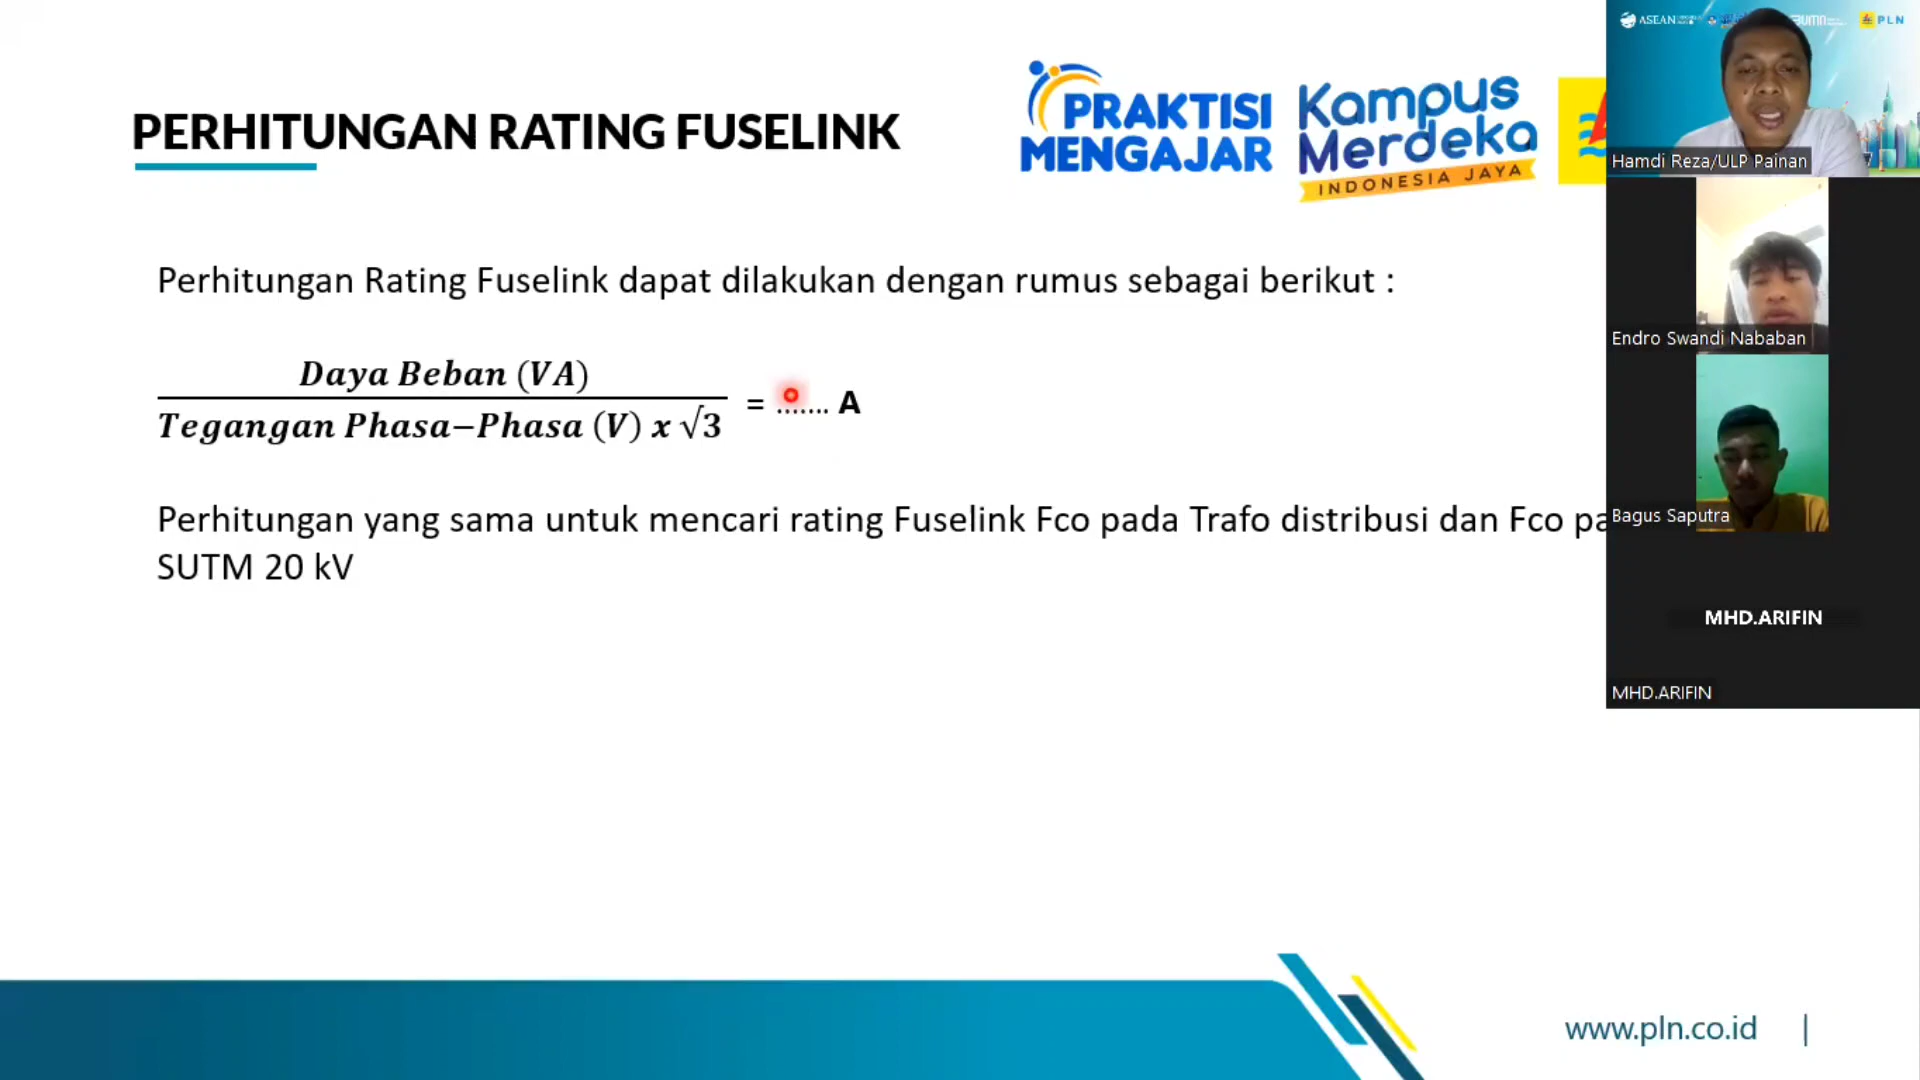 PERHITUNGAN RATING FUSELINK
PRAKTISI
MENGAJAR
Kampus
Merdeka
INDONESIA JAYA
Perhitungan Rating Fuselink dapat dilakukan dengan rumus sebagai berikut :
Daya Beban (VA)
Tegangan Phasa−Phasa (V) x √3
= ....... A
Perhitungan yang sama untuk mencari rating Fuselink Fco pada Trafo distribusi dan Fco pa
SUTM 20 kV
ASEAN
BUMN
PLN
Hamdi Reza/ULP Painan
Endro Swandi Nababan
Bagus Saputra
MHD.ARIFIN
MHD.ARIFIN
www.pln.co.id |